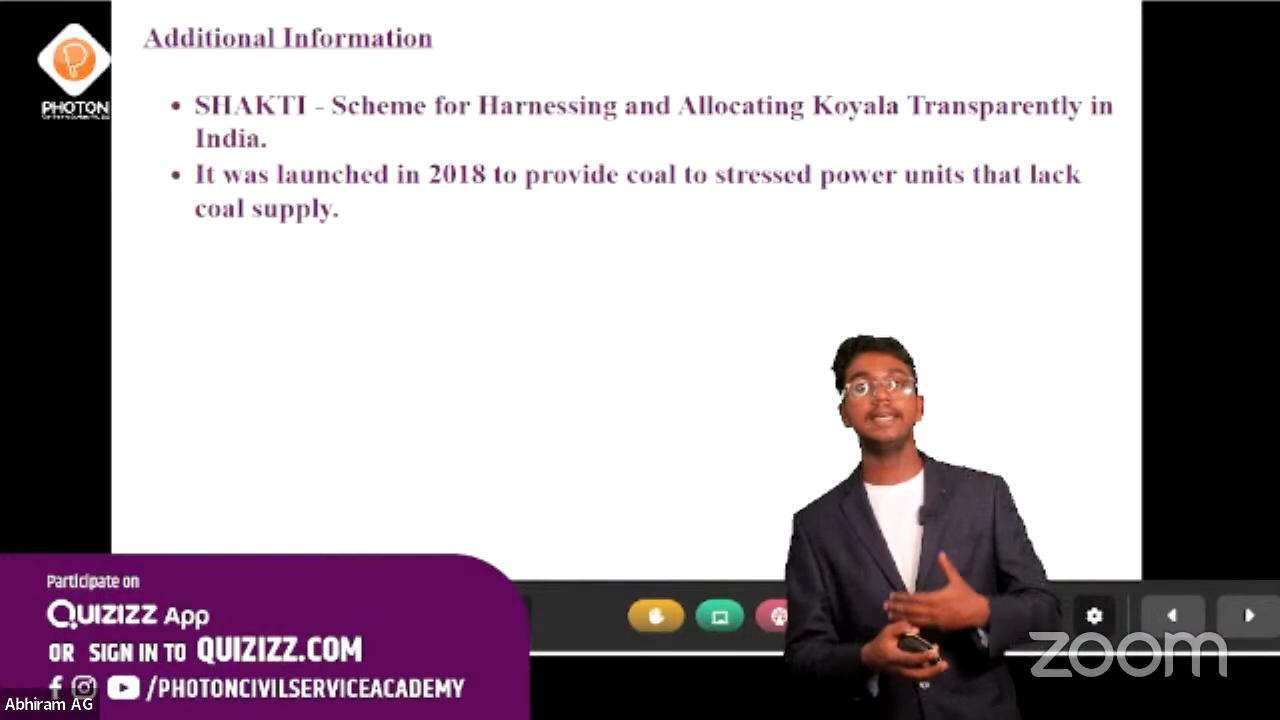 Additional Information
PHOTON
• SHAKTI - Scheme for Harnessing and Allocating Koyala Transparently in
India.
• It was launched in 2018 to provide coal to stressed power units that lack
coal supply.
Participate on
QUIZIZZ App
OR SIGN IN TO QUIZIZZ.COM
/PHOTONCIVILSERVICEACADEMY
Abhiram AG
zoom